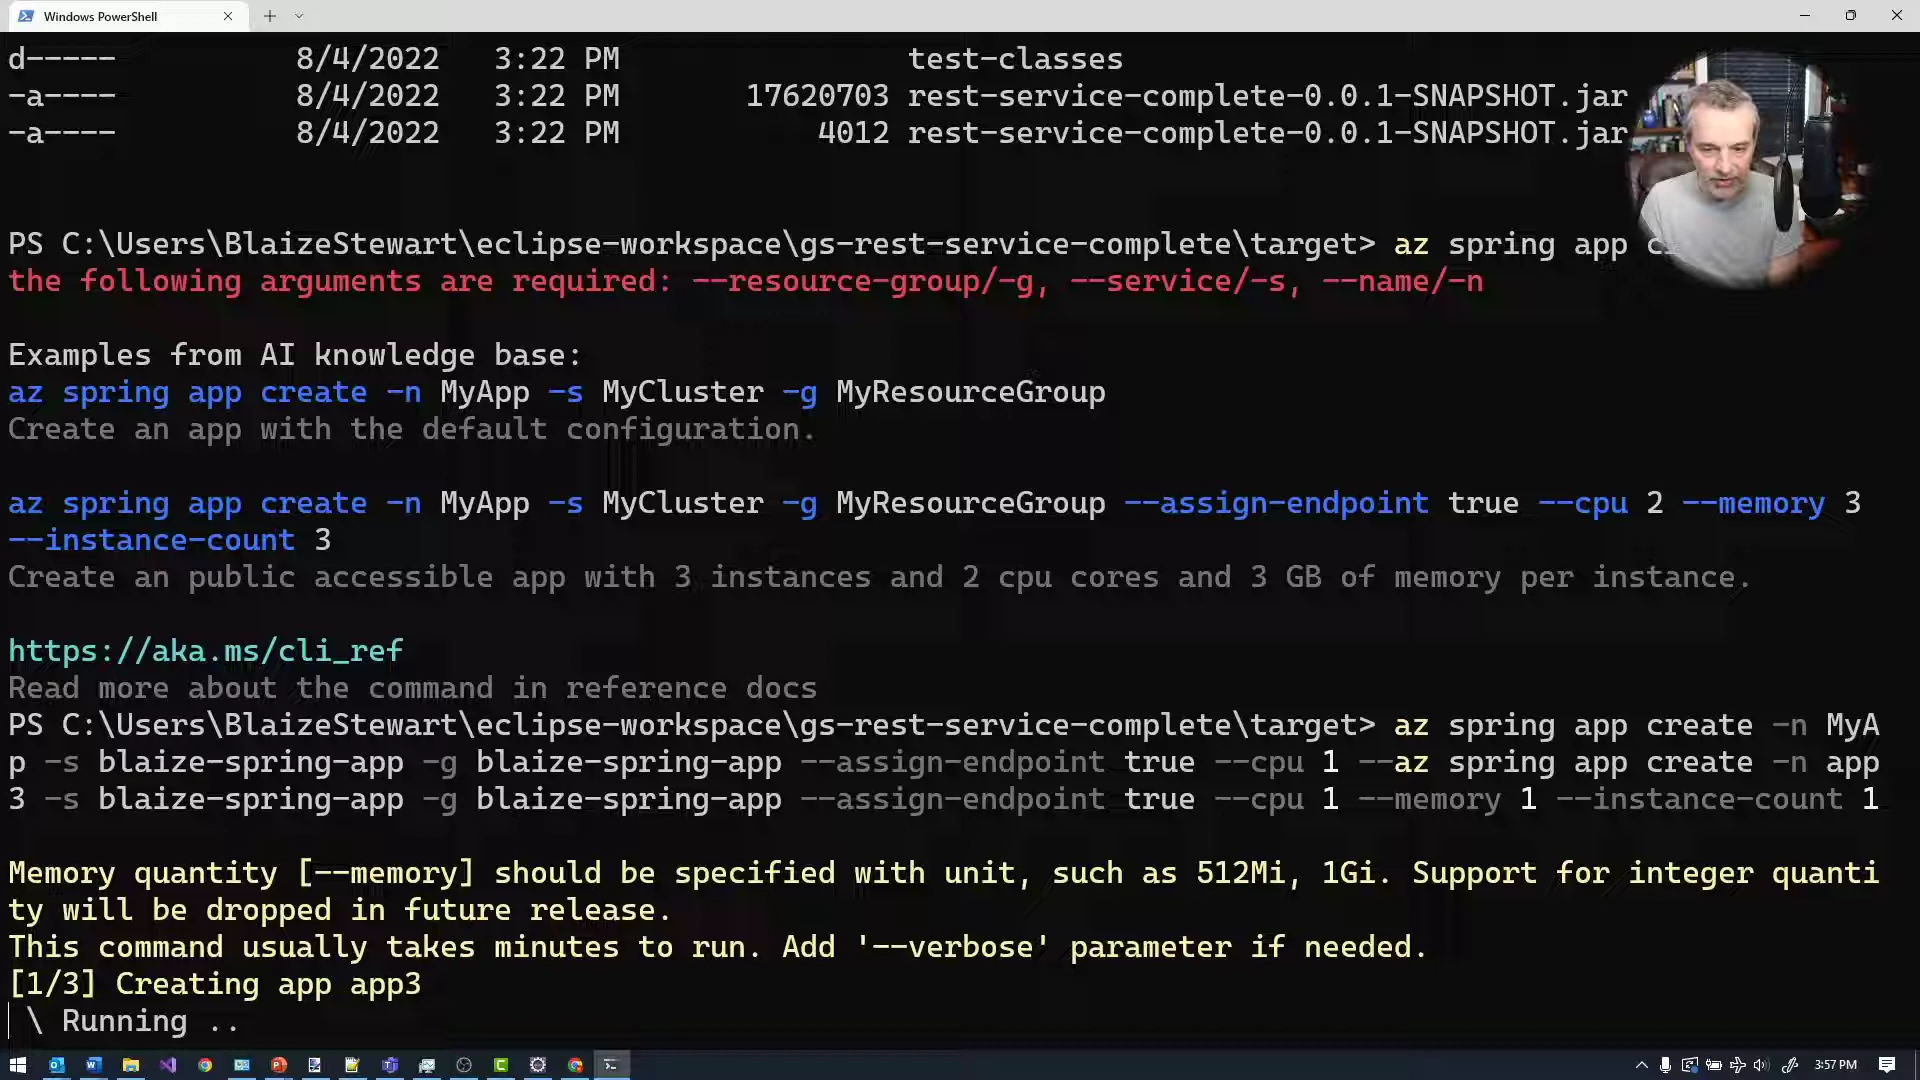 Windows PowerShell
d----- 8/4/2022 3:22 PM test-classes
-a---- 8/4/2022 3:22 PM 17620703 rest-service-complete-0.0.1-SNAPSHOT.jar
-a---- 8/4/2022 3:22 PM 4012 rest-service-complete-0.0.1-SNAPSHOT.jar
PS C:\Users\BlaizeStewart\eclipse-workspace\gs-rest-service-complete\target> az spring app
the following arguments are required: --resource-group/-g, --service/-s, --name/-n
Examples from AI knowledge base:
az spring app create -n MyApp -s MyCluster -g MyResourceGroup
Create an app with the default configuration.
az spring app create -n MyApp -s MyCluster -g MyResourceGroup --assign-endpoint true --cpu 2 --memory 3
--instance-count 3
Create an public accessible app with 3 instances and 2 cpu cores and 3 GB of memory per instance.
https://aka.ms/cli_ref
Read more about the command in reference docs
PS C:\Users\BlaizeStewart\eclipse-workspace\gs-rest-service-complete\target> az spring app create -n MyA
p -s blaize-spring-app -g blaize-spring-app --assign-endpoint true --cpu 1 --az spring app create -n app
3 -s blaize-spring-app -g blaize-spring-app --assign-endpoint true --cpu 1 --memory 1 --instance-count 1
Memory quantity [--memory] should be specified with unit, such as 512Mi, 1Gi. Support for integer quanti
ty will be dropped in future release.
This command usually takes minutes to run. Add '--verbose' parameter if needed.
[1/3] Creating app app3
\ Running ..
3:57 PM